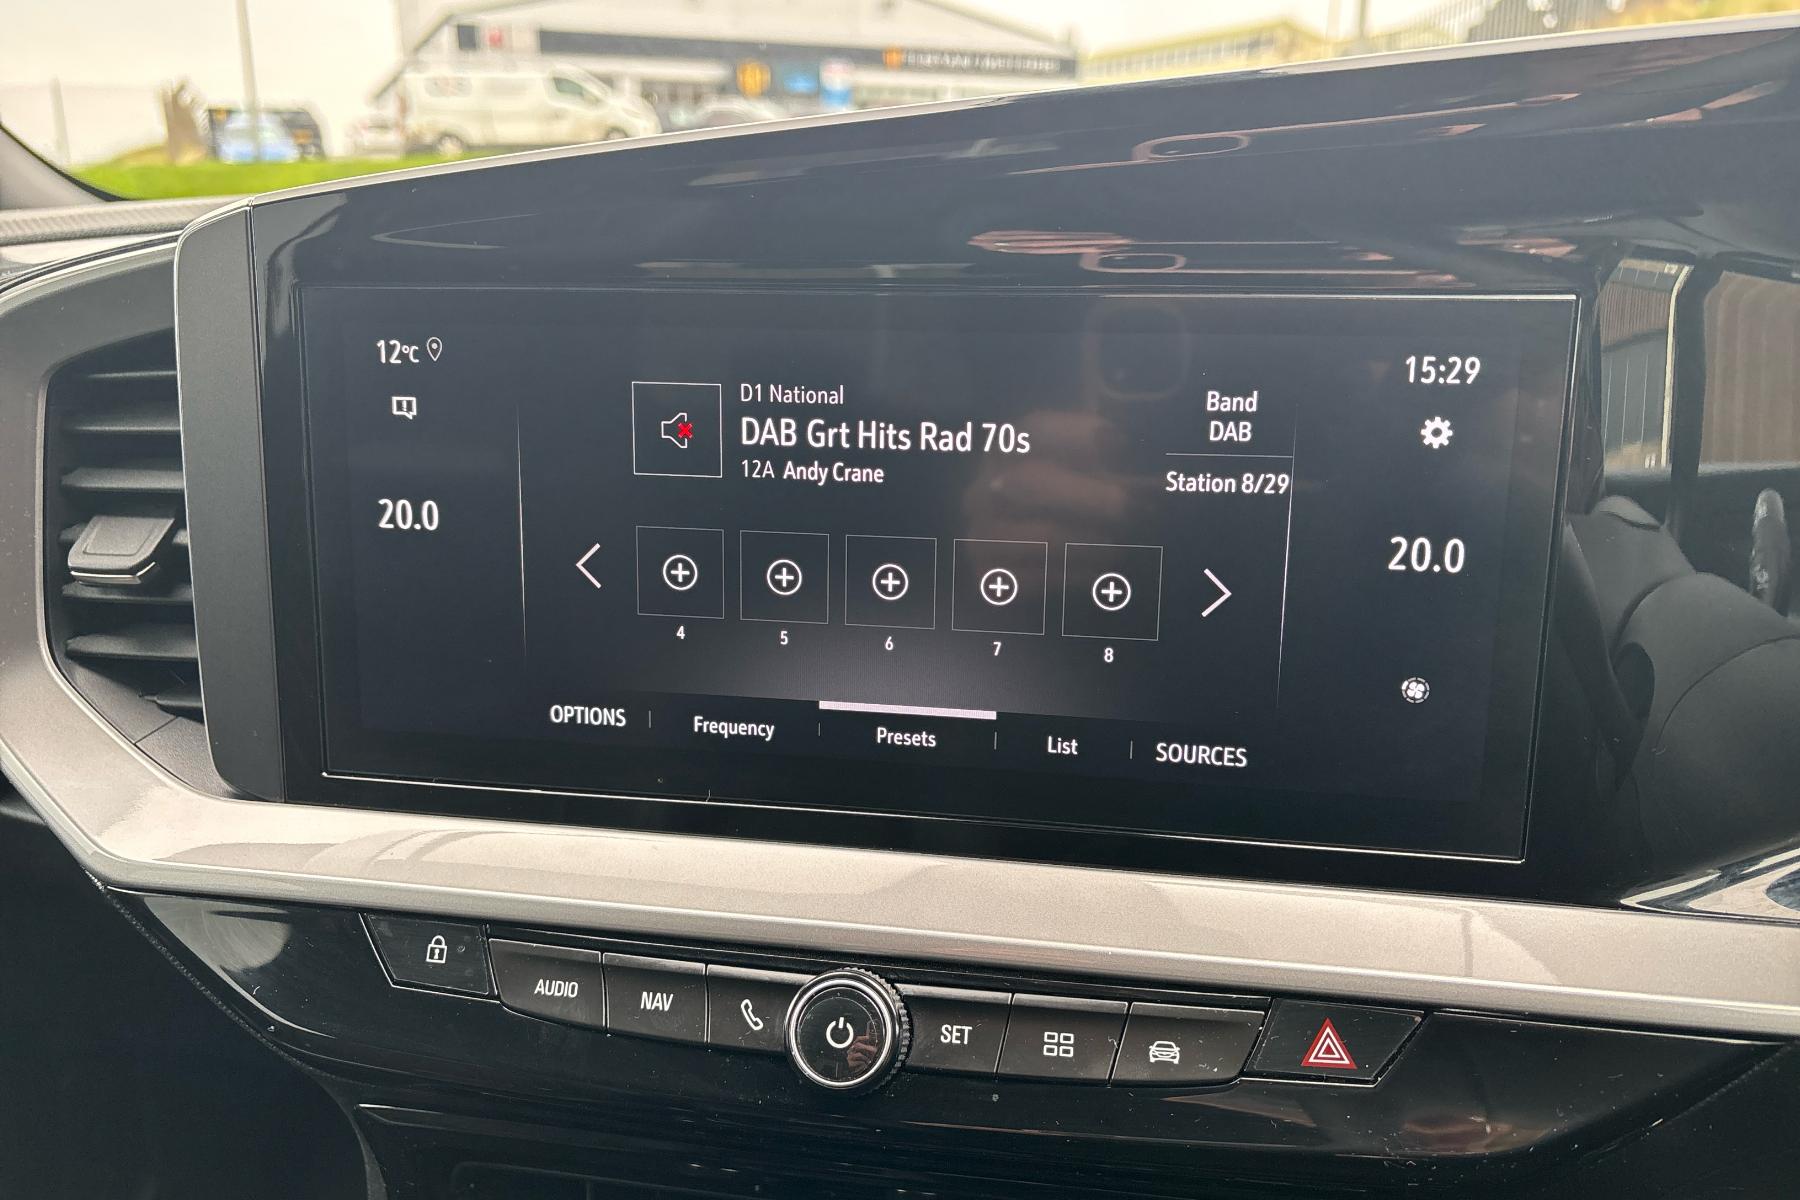 12°C
15:29
D1 National
DAB Grt Hits Rad 70s
12A Andy Crane
Band
DAB
Station 8/29
20.0
20.0
4 5 6 7 8
OPTIONS Frequency Presets List SOURCES
AUDIO NAV SET